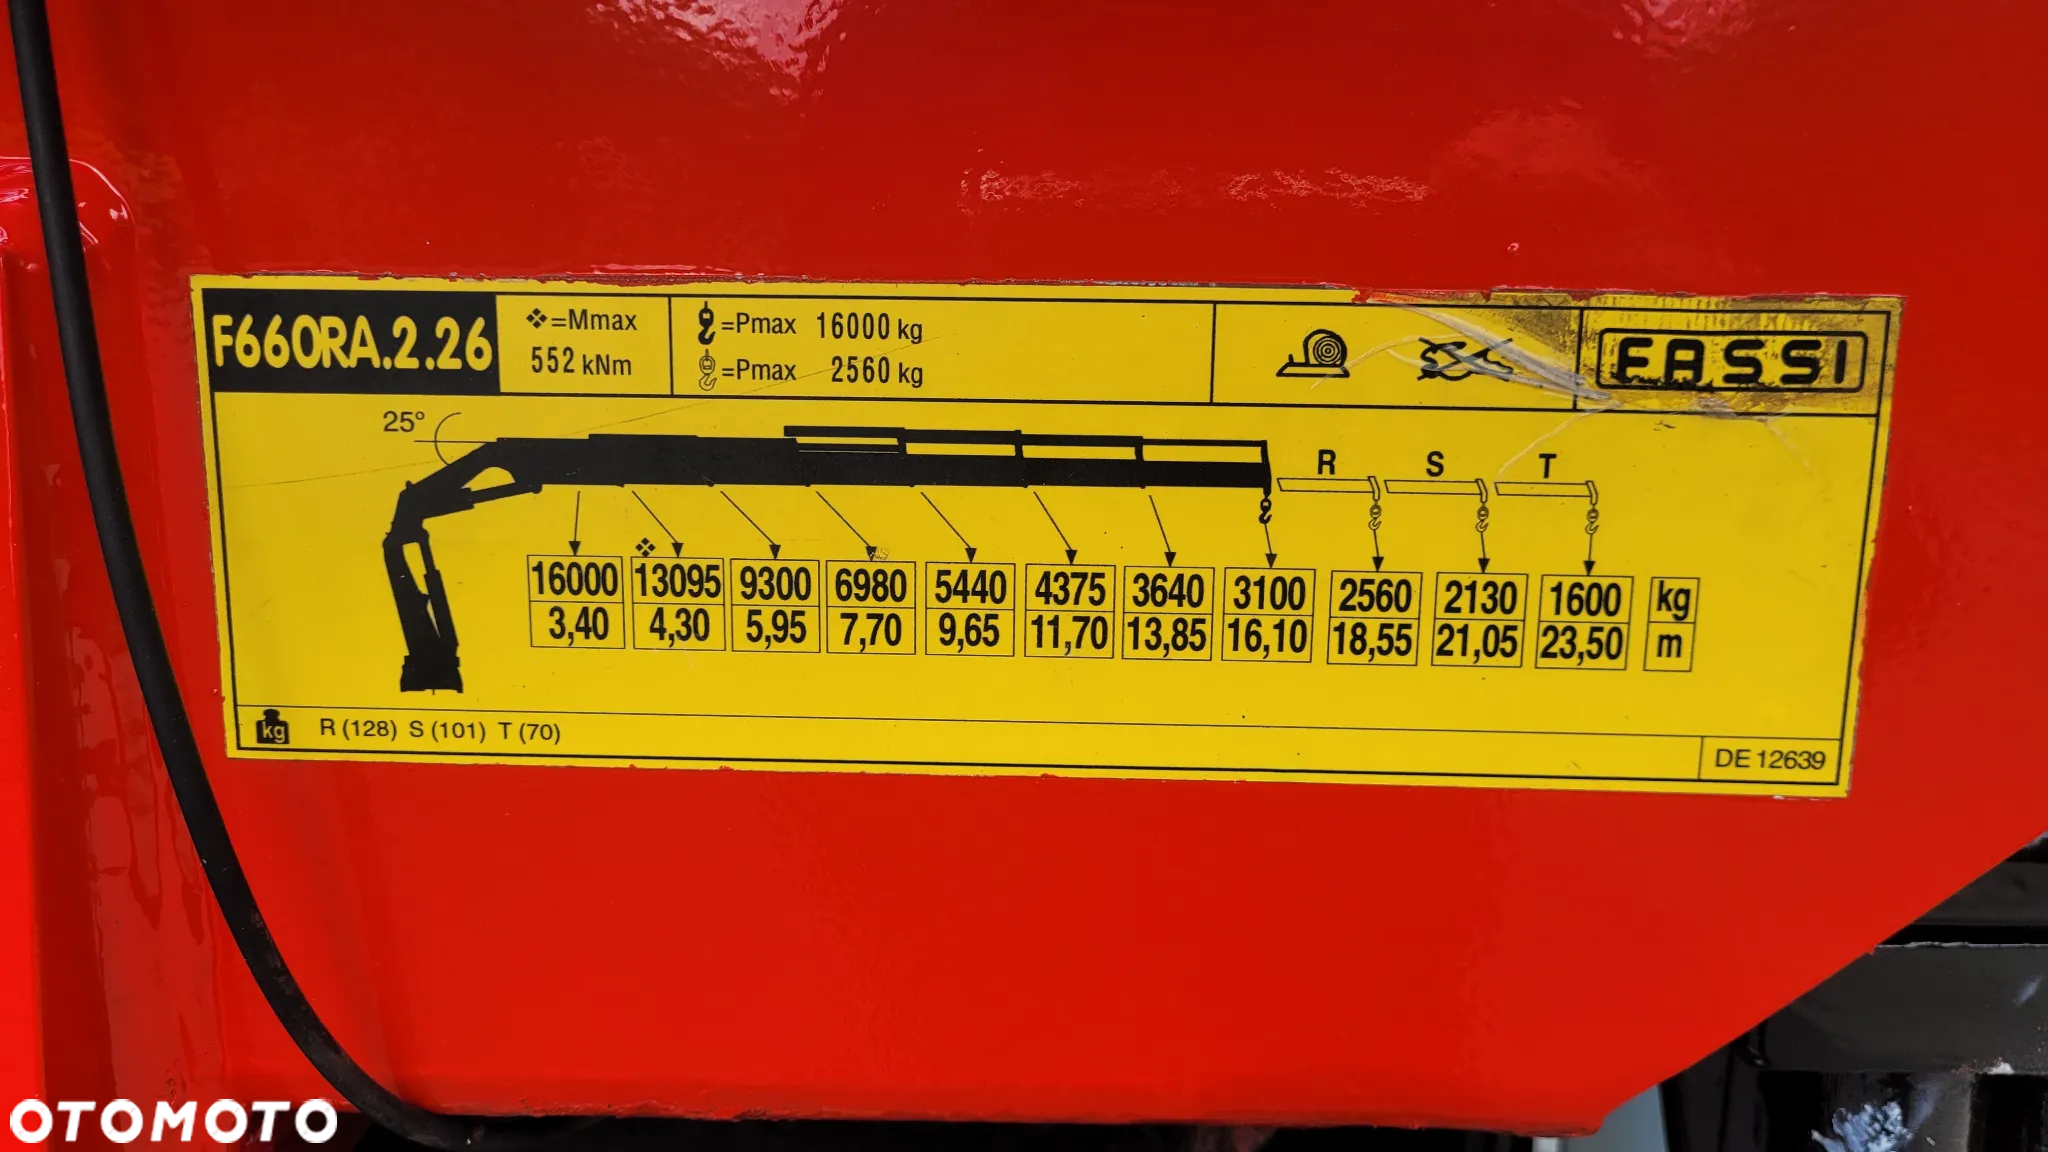 F660RA.2.26
❖=Mmax
552 kNm
=Pmax 16000 kg
=Pmax 2560 kg
FASSI
25°
R S T
16000 13095 9300 6980 5440 4375 3640 3100 2560 2130 1600 kg
3,40 4,30 5,95 7,70 9,65 11,70 13,85 16,10 18,55 21,05 23,50 m
kg R (128) S (101) T (70)
DE 12639
OTOMOTO